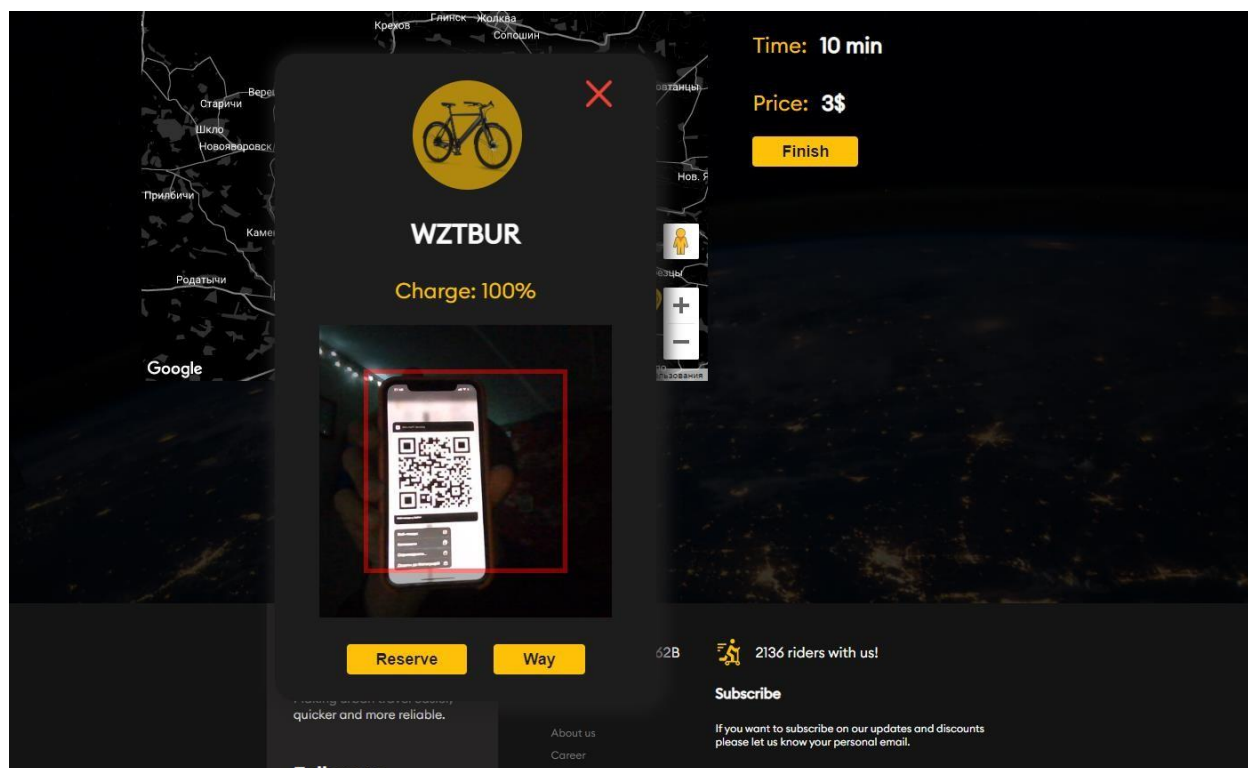 Крехов
Глинск
Жолква
Сопошин
Старичи
Шкло
Новояворовск
Прилбичи
Родатычи
Нов. Я
Google
WZTBUR
Charge: 100%
Reserve
Way
Time: 10 min
Price: 3$
Finish
62B
2136 riders with us!
quicker and more reliable.
About us
Career
Subscribe
If you want to subscribe on our updates and discounts
please let us know your personal email.